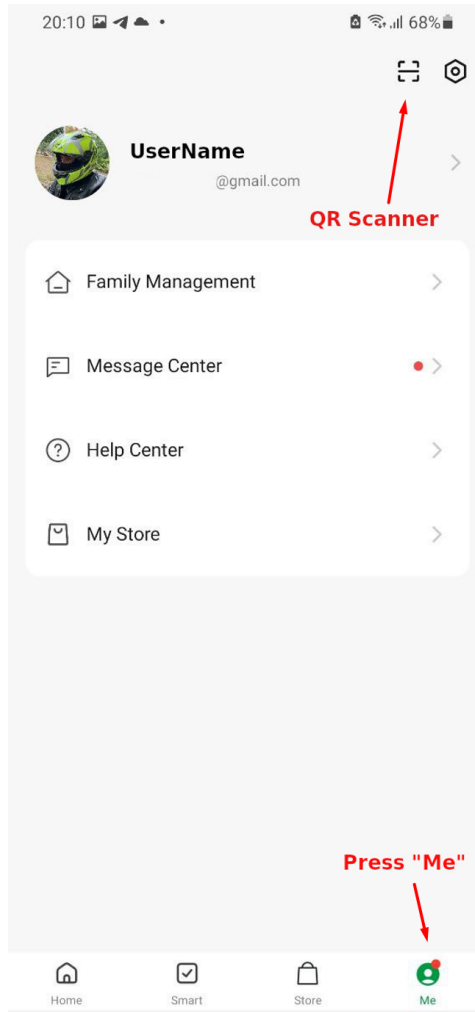 20:10 68%
UserName
@gmail.com
QR Scanner
Family Management
Message Center
Help Center
My Store
Press "Me"
Home Smart Store Me